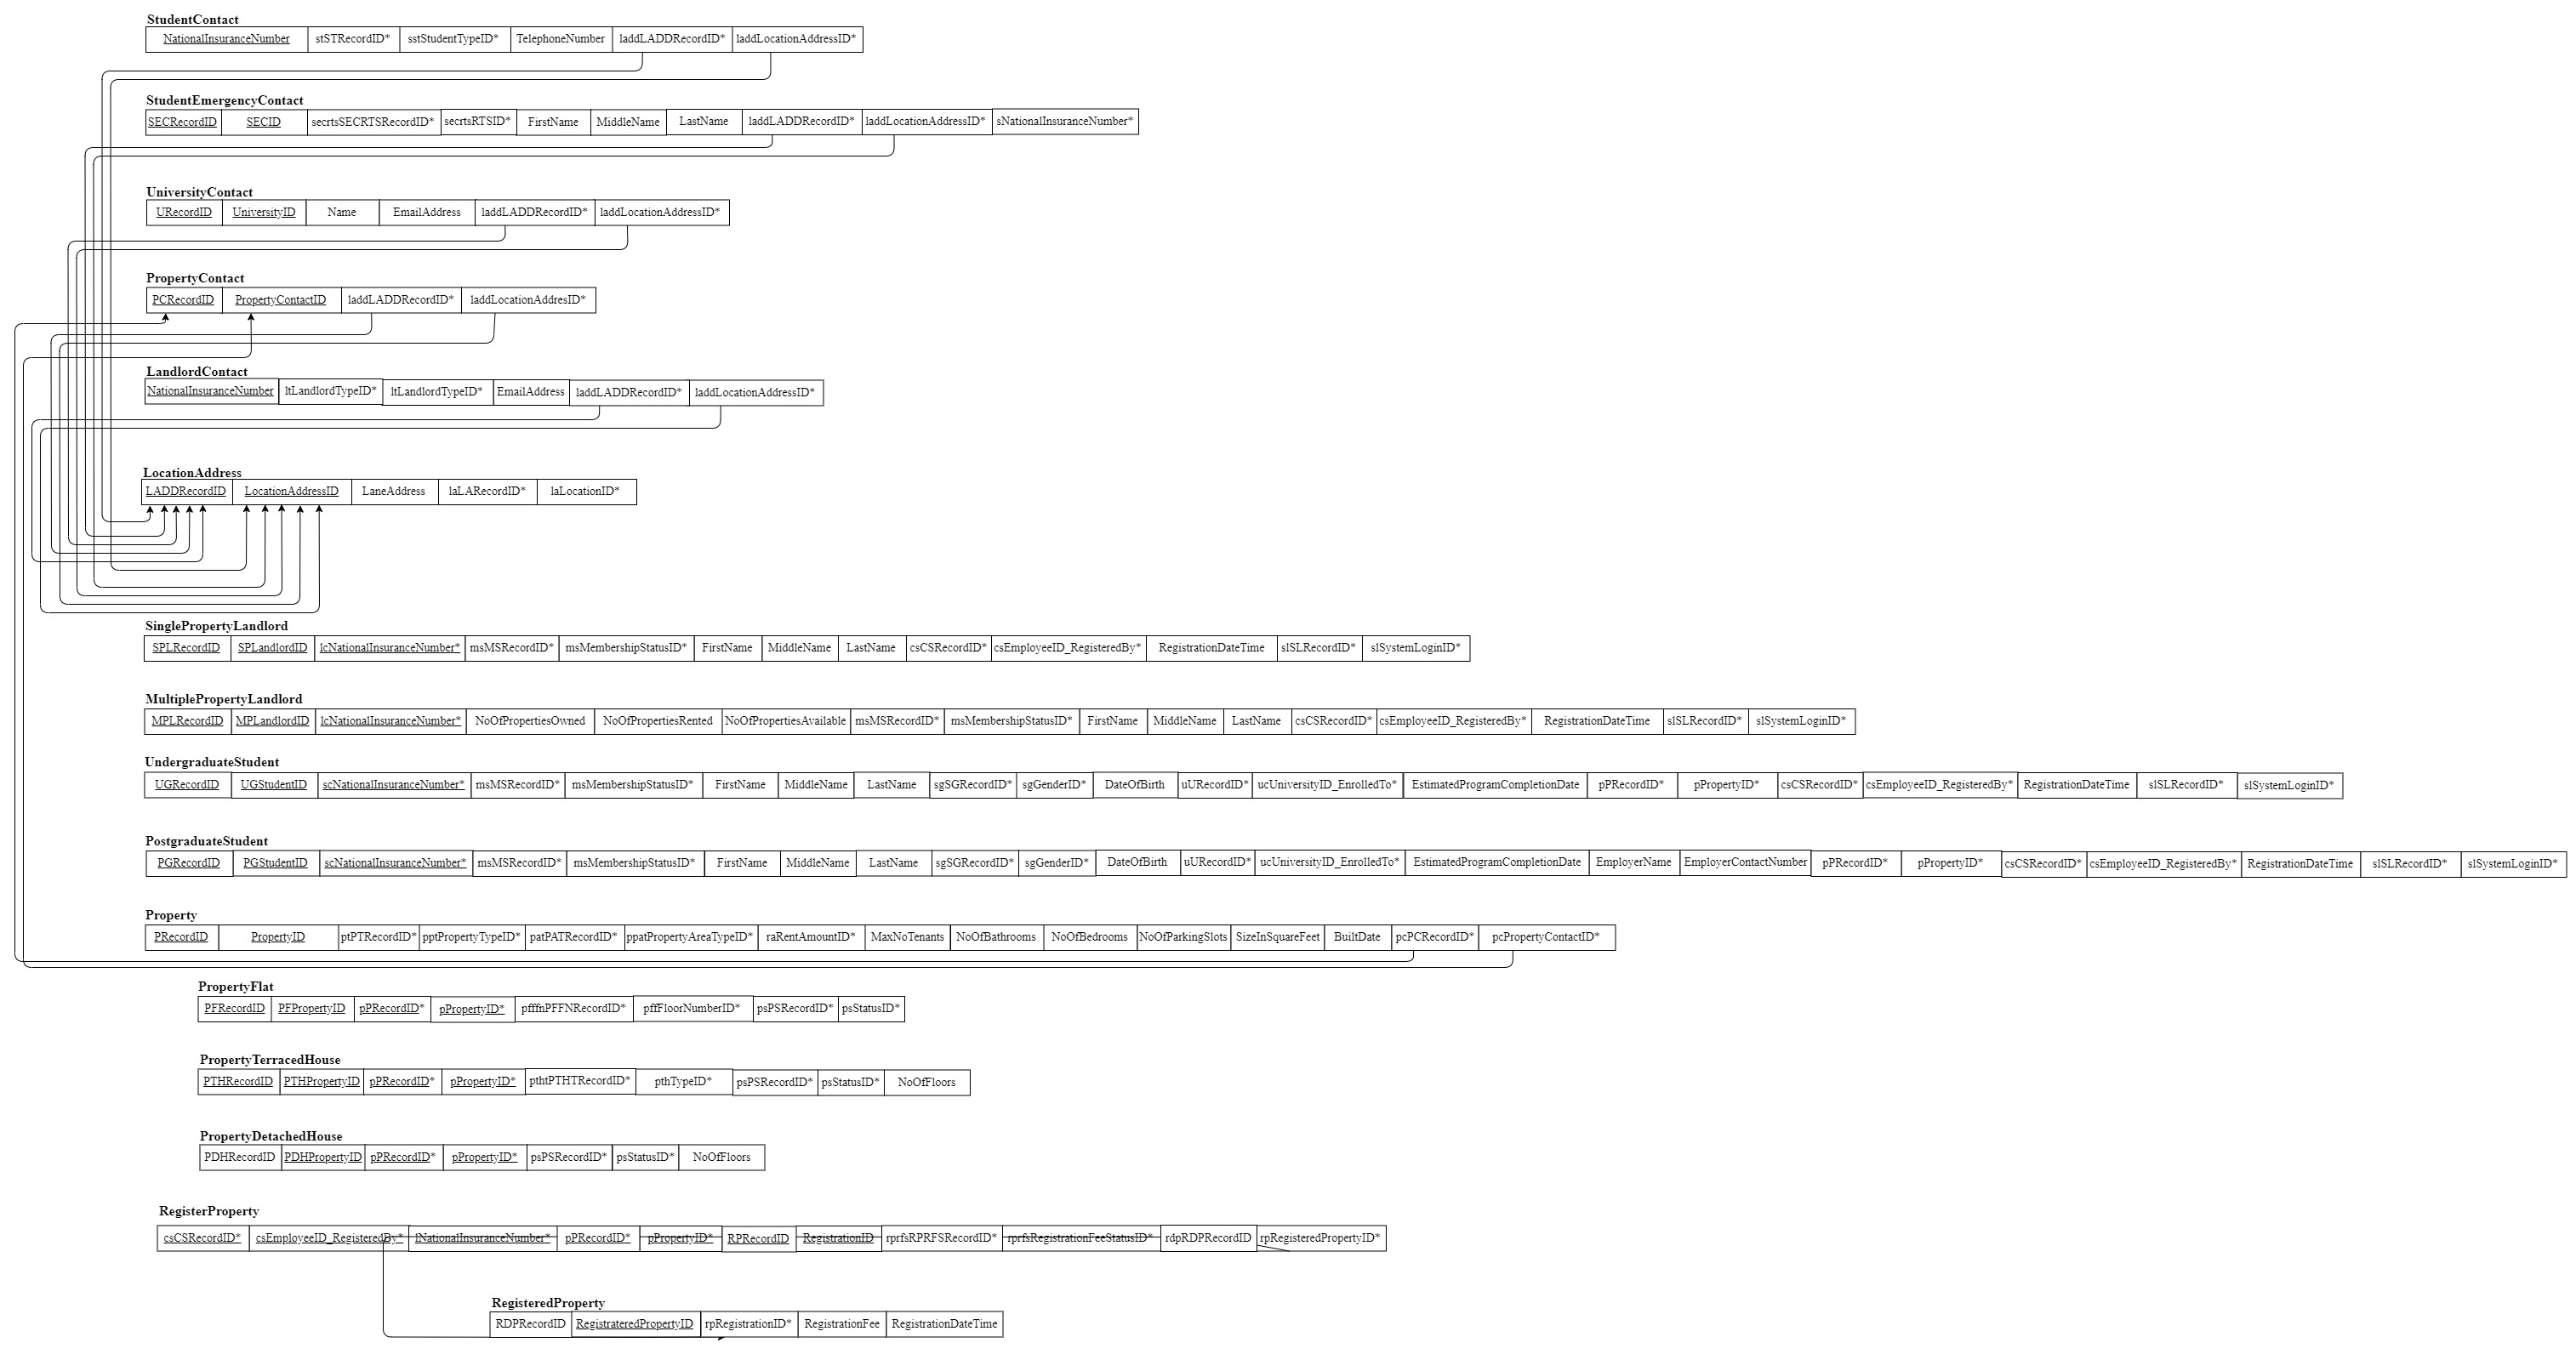 StudentContact
NationalInsuranceNumber stSTRecordID* sstStudentTypeID* TelephoneNumber laddLADDRecordID* laddLocationAddressID*
StudentEmergencyContact
SECRecordID SECID secrtsSECRTSRecordID* secrtsRTSID* FirstName MiddleName LastName laddLADDRecordID* laddLocationAddressID* sNationalInsuranceNumber*
UniversityContact
URecordID UniversityID Name EmailAddress laddLADDRecordID* laddLocationAddressID*
PropertyContact
PCRecordID PropertyContactID laddLADDRecordID* laddLocationAddresID*
LandlordContact
NationalInsuranceNumber ltLandlordTypeID* ltLandlordTypeID* EmailAddress laddLADDRecordID* laddLocationAddressID*
LocationAddress
LADDRecordID LocationAddressID LaneAddress laLARecordID* laLocationID*
SinglePropertyLandlord
SPLRecordID SPLandlordID lcNationalInsuranceNumber* msMSRecordID* msMembershipStatusID* FirstName MiddleName LastName csCSRecordID* csEmployeeID_RegisteredBy* RegistrationDateTime slSLRecordID* slSystemLoginID*
MultiplePropertyLandlord
MPLRecordID MPLandlordID lcNationalInsuranceNumber* NoOfPropertiesOwned NoOfPropertiesRented NoOfPropertiesAvailable msMSRecordID* msMembershipStatusID* FirstName MiddleName LastName csCSRecordID* csEmployeeID_RegisteredBy* RegistrationDateTime slSLRecordID* slSystemLoginID*
UndergraduateStudent
UGRecordID UGStudentID scNationalInsuranceNumber* msMSRecordID* msMembershipStatusID* FirstName MiddleName LastName sgSGRecordID* sgGenderID* DateOfBirth uURecordID* ucUniversityID_EnrolledTo* EstimatedProgramCompletionDate pPRecordID* pPropertyID* csCSRecordID* csEmployeeID_RegisteredBy* RegistrationDateTime slSLRecordID* slSystemLoginID*
PostgraduateStudent
PGRecordID PGStudentID scNationalInsuranceNumber* msMSRecordID* msMembershipStatusID* FirstName MiddleName LastName sgSGRecordID* sgGenderID* DateOfBirth uURecordID* ucUniversityID_EnrolledTo* EstimatedProgramCompletionDate EmployerName EmployerContactNumber pPRecordID* pPropertyID* csCSRecordID* csEmployeeID_RegisteredBy* RegistrationDateTime slSLRecordID* slSystemLoginID*
Property
PRecordID PropertyID ptPTRecordID* pptPropertyTypeID* patPATRecordID* ppatPropertyAreaTypeID* raRentAmountID* MaxNoTenants NoOfBathrooms NoOfBedrooms NoOfParkingSlots SizeInSquareFeet BuiltDate pcPCRecordID* pcPropertyContactID*
PropertyFlat
PFRecordID PFPropertyID pPRecordID* pPropertyID* pfffnPFFNRecordID* pffFloorNumberID* psPSRecordID* psStatusID*
PropertyTerracedHouse
PTHRecordID PTHPropertyID pPRecordID* pPropertyID* pthtPTHTRecordID* pthTypeID* psPSRecordID* psStatusID* NoOfFloors
PropertyDetachedHouse
PDHRecordID PDHPropertyID pPRecordID* pPropertyID* psPSRecordID* psStatusID* NoOfFloors
RegisterProperty
csCSRecordID* csEmployeeID_RegisteredBy* lNationalInsuranceNumber* pPRecordID* pPropertyID* RPRecordID RegistrationID rprfsRPRFSRecordID* rprfsRegistrationFeeStatusID* rdpRDPRecordID rpRegisteredPropertyID*
RegisteredProperty
RDPRecordID RegistrateredPropertyID rpRegistrationID* RegistrationFee RegistrationDateTime